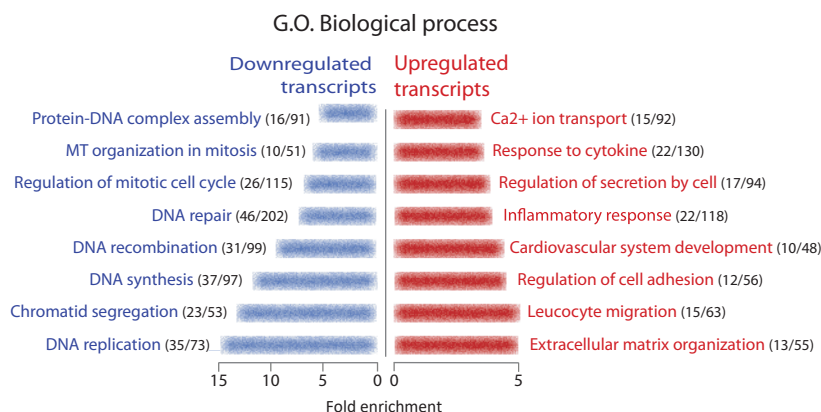 G.O. Biological process
Downregulated
transcripts
Upregulated
transcripts
Protein-DNA complex assembly (16/91)
Ca2+ ion transport (15/92)
MT organization in mitosis (10/51)
Response to cytokine (22/130)
Regulation of mitotic cell cycle (26/115)
Regulation of secretion by cell (17/94)
DNA repair (46/202)
Inflammatory response (22/118)
DNA recombination (31/99)
Cardiovascular system development (10/48)
DNA synthesis (37/97)
Regulation of cell adhesion (12/56)
Chromatid segregation (23/53)
Leucocyte migration (15/63)
DNA replication (35/73)
Extracellular matrix organization (13/55)
15 10 5 0 0 5
Fold enrichment